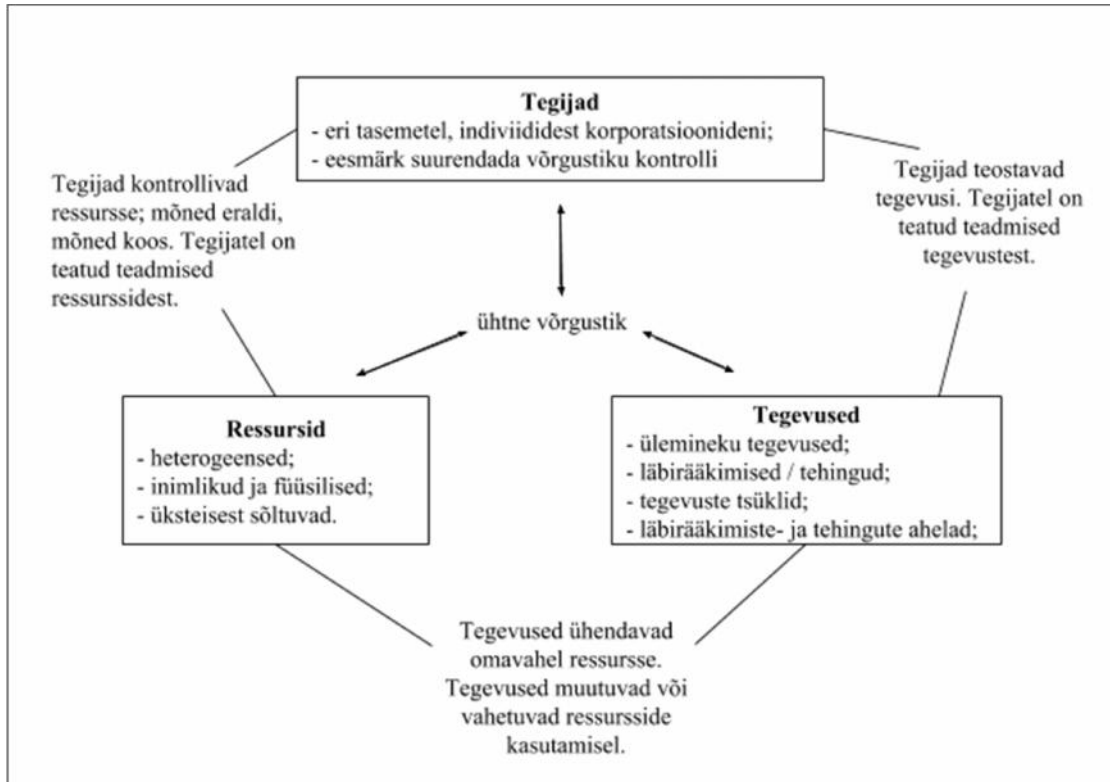 Tegijad
- eri tasemetel, indiviididest korporatsioonideni;
- eesmärk suurendada võrgustiku kontrolli
Tegijad kontrollivad
ressursse; mõned eraldi,
mõned koos. Tegijatel on
teatud teadmised
ressurssidest.
Tegijad teostavad
tegevusi. Tegijatel on
teatud teadmised
tegevustest.
ühtne võrgustik
Ressursid
- heterogeensed;
- inimlikud ja füüsilised;
- üksteisest sõltuvad.
Tegevused
- ülemineku tegevused;
- läbirääkimised / tehingud;
- tegevuste tsüklid;
- läbirääkimiste- ja tehingute ahelad;
Tegevused ühendavad
omavahel ressursse.
Tegevused muutuvad või
vahetuvad ressursside
kasutamisel.